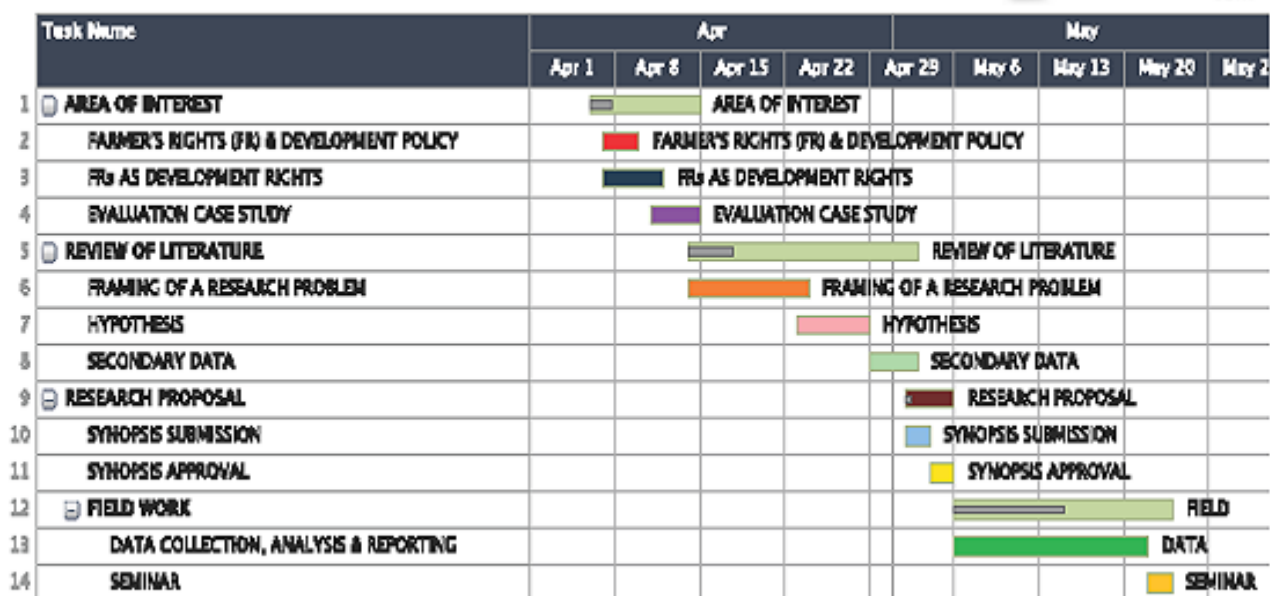 Task Name Apr May
Apr 1 Apr 8 Apr 15 Apr 22 Apr 29 May 6 May 13 May 20 May 2
1 AREA OF INTEREST AREA OF INTEREST
2 FARMER'S RIGHTS (FR) & DEVELOPMENT POLICY FARMER'S RIGHTS (FR) & DEVELOPMENT POLICY
3 FRs AS DEVELOPMENT RIGHTS FRs AS DEVELOPMENT RIGHTS
4 EVALUATION CASE STUDY EVALUATION CASE STUDY
5 REVIEW OF LITERATURE REVIEW OF LITERATURE
6 FRAMING OF A RESEARCH PROBLEM FRAMING OF A RESEARCH PROBLEM
7 HYPOTHESIS HYPOTHESIS
8 SECONDARY DATA SECONDARY DATA
9 RESEARCH PROPOSAL RESEARCH PROPOSAL
10 SYNOPSIS SUBMISSION SYNOPSIS SUBMISSION
11 SYNOPSIS APPROVAL SYNOPSIS APPROVAL
12 FIELD WORK FIELD
13 DATA COLLECTION, ANALYSIS & REPORTING DATA
14 SEMINAR SEMINAR